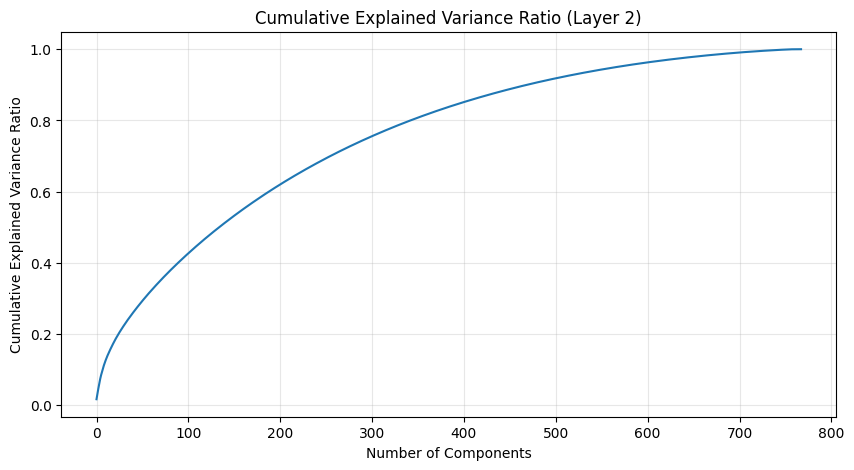 Cumulative Explained Variance Ratio (Layer 2)
Cumulative Explained Variance Ratio
1.0
0.8
0.6
0.4
0.2
0.0
0 100 200 300 400 500 600 700 800
Number of Components